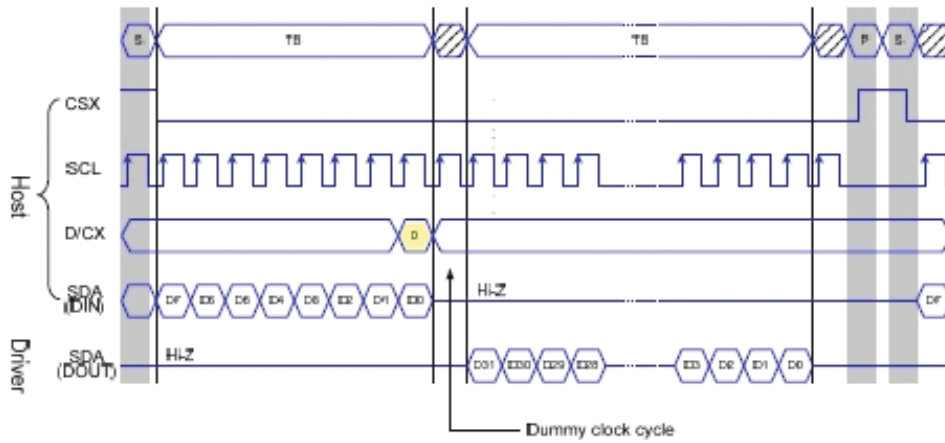 S TB TB P S
CSX
SCL
Host
D/CX D
SDA
(DIN) D7 D6 D5 D4 D3 D2 D1 D0 Hi-Z D7
Driver
SDA
(DOUT) Hi-Z D31 D30 D29 D28 D3 D2 D1 D0
Dummy clock cycle